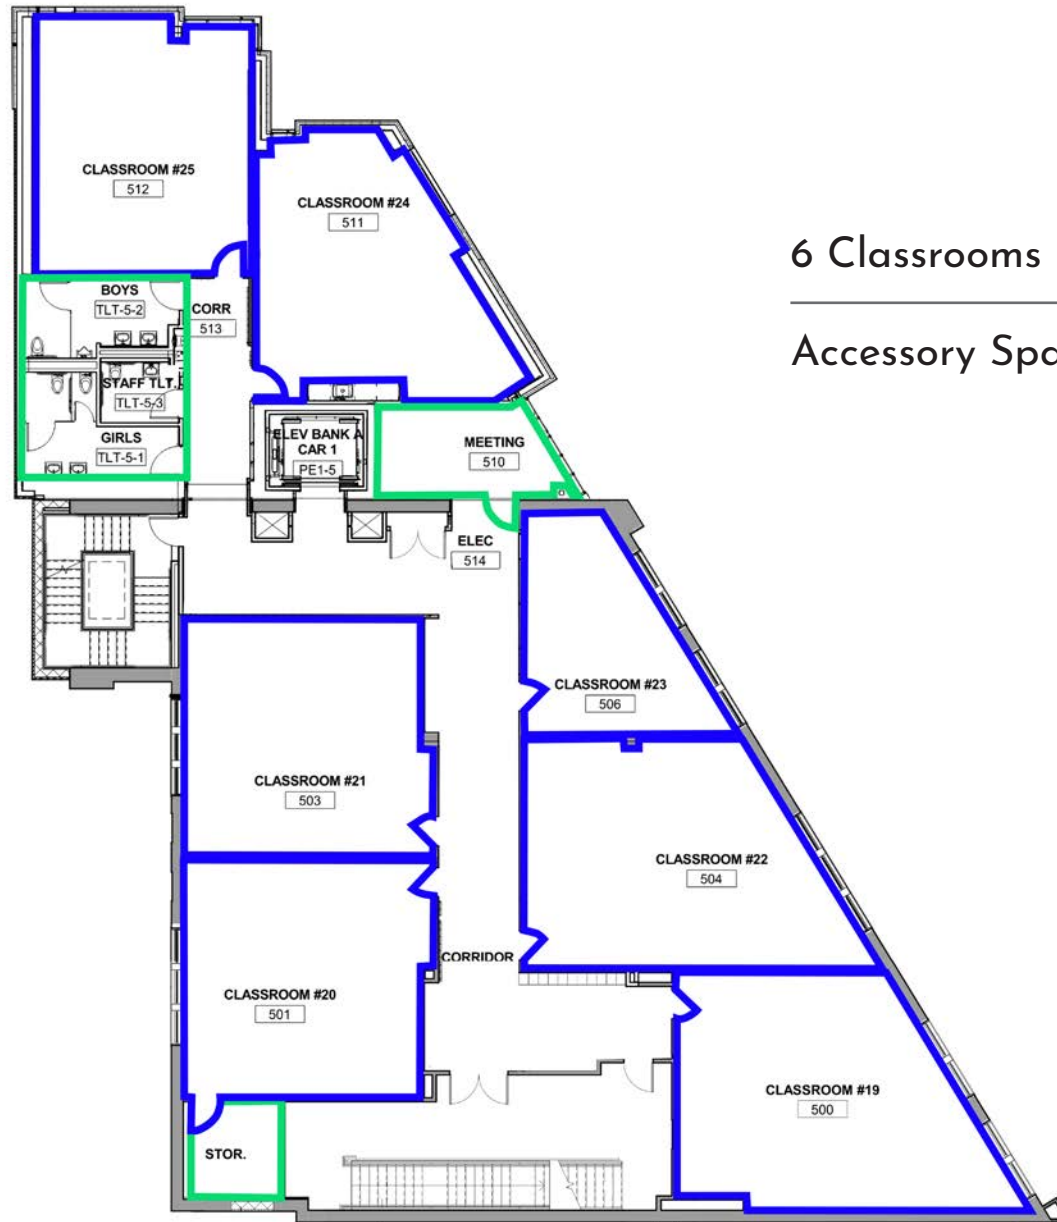 CLASSROOM #25
512
CLASSROOM #24
511
6 Classrooms
Accessory Spa
BOYS
TLT-5-2
CORR
513
STAFF TLT.
TLT-5-3
GIRLS
TLT-5-1
ELEV BANK A
CAR 1
PE1-5
MEETING
510
ELEC
514
CLASSROOM #23
506
CLASSROOM #21
503
CLASSROOM #22
504
CORRIDOR
CLASSROOM #20
501
CLASSROOM #19
500
STOR.